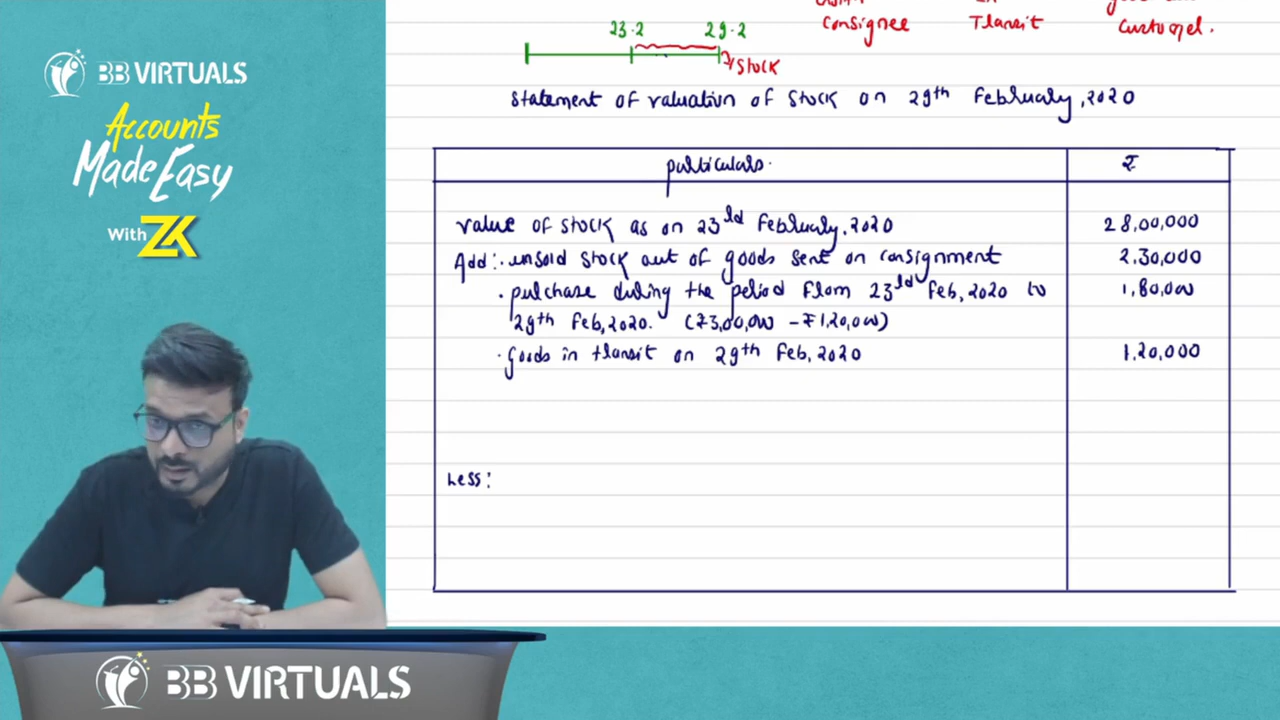 Consignee Transit Customer.
23.2 29.2
Stock
Statement of valuation of Stock on 29th February, 2020
particulars. ₹
value of stock as on 23rd February, 2020 28,00,000
Add: . unsold stock out of goods sent on consignment 2,30,000
. purchase during the period from 23rd Feb, 2020 to 1,80,000
29th Feb, 2020. (₹3,00,000 - ₹1,20,000)
. Goods in transit on 29th Feb, 2020 1,20,000
Less:
BB VIRTUALS
Accounts
Made Easy
With ZK
BB VIRTUALS